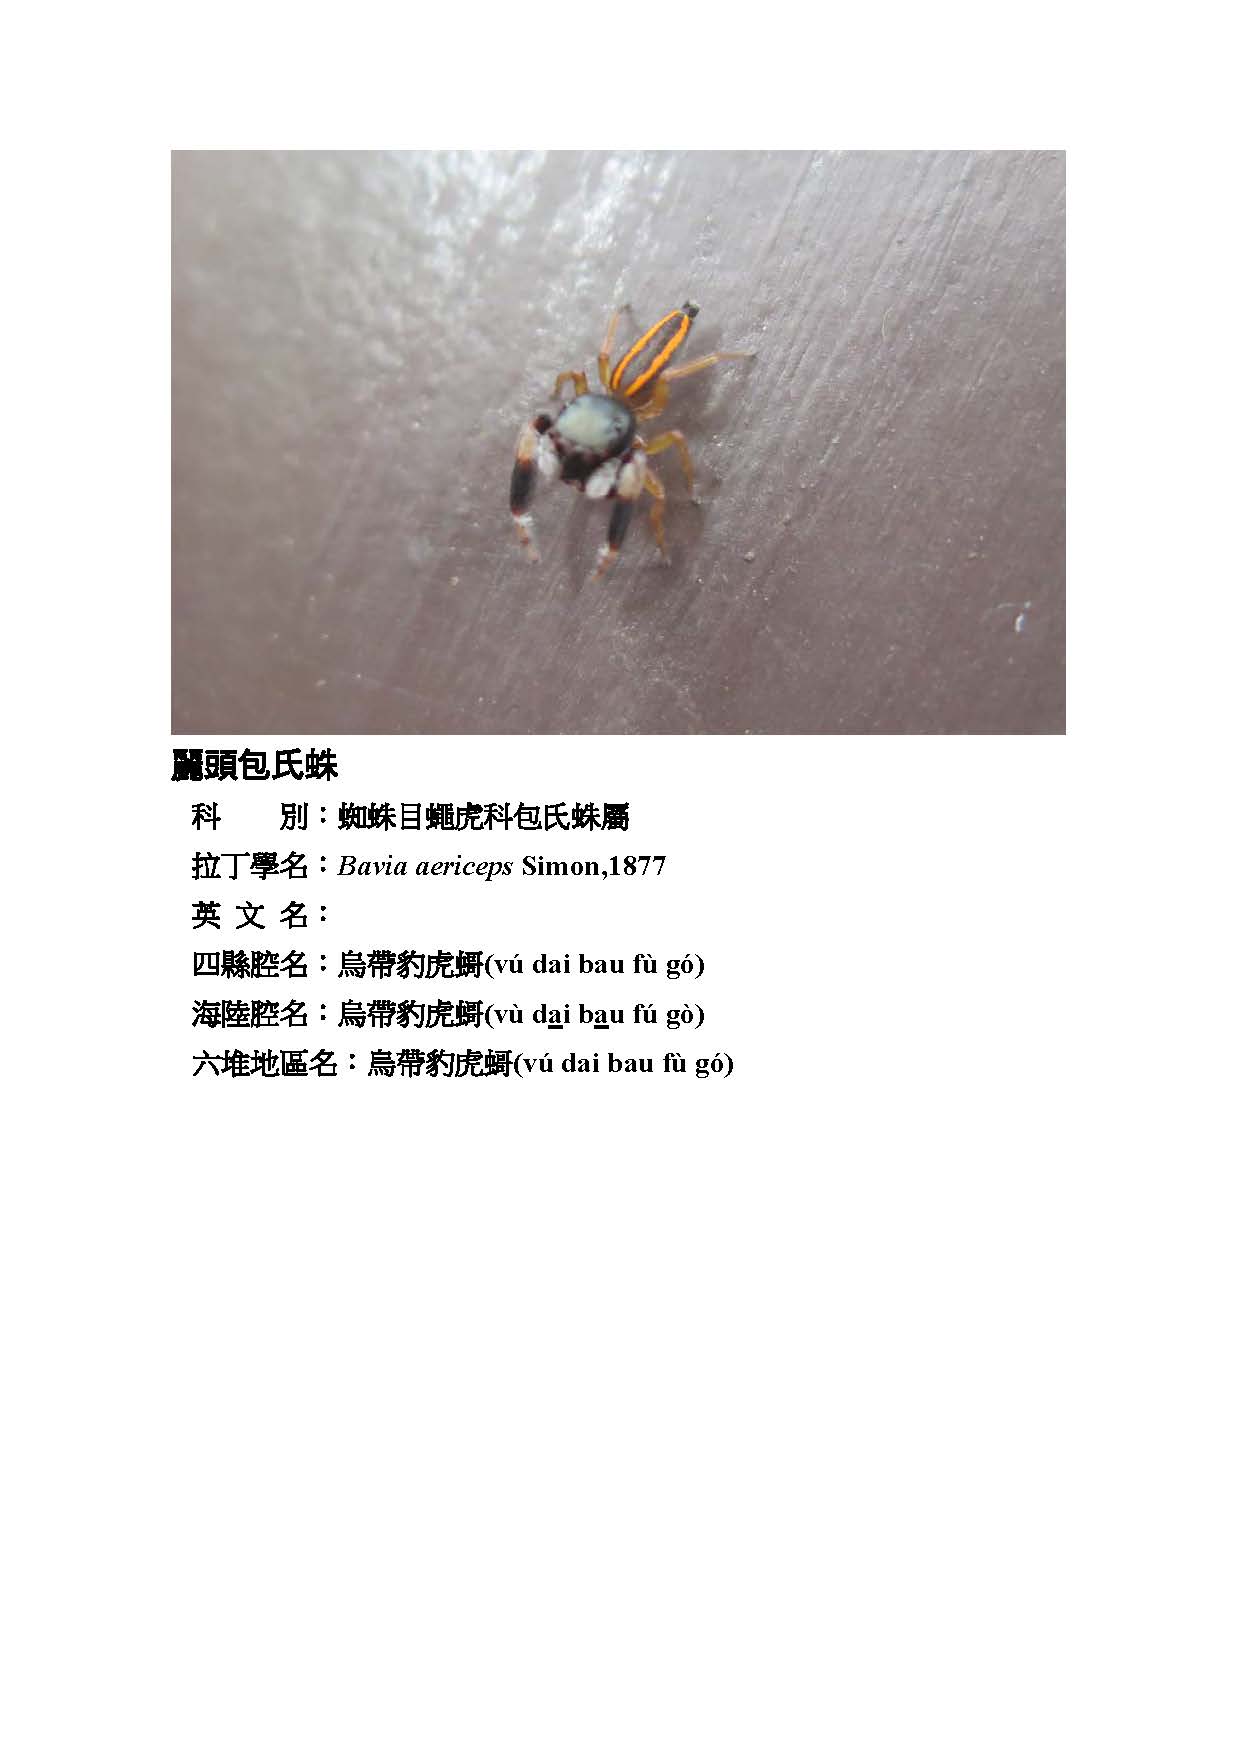 麗頭包氏蛛
科　　別：蜘蛛目蠅虎科包氏蛛屬
拉丁學名：Bavia aericeps Simon,1877
英 文 名：
四縣腔名：烏帶豹虎蟧(vú dai bau fù gó)
海陸腔名：烏帶豹虎蟧(vù dai bau fú gò)
六堆地區名：烏帶豹虎蟧(vú dai bau fù gó)